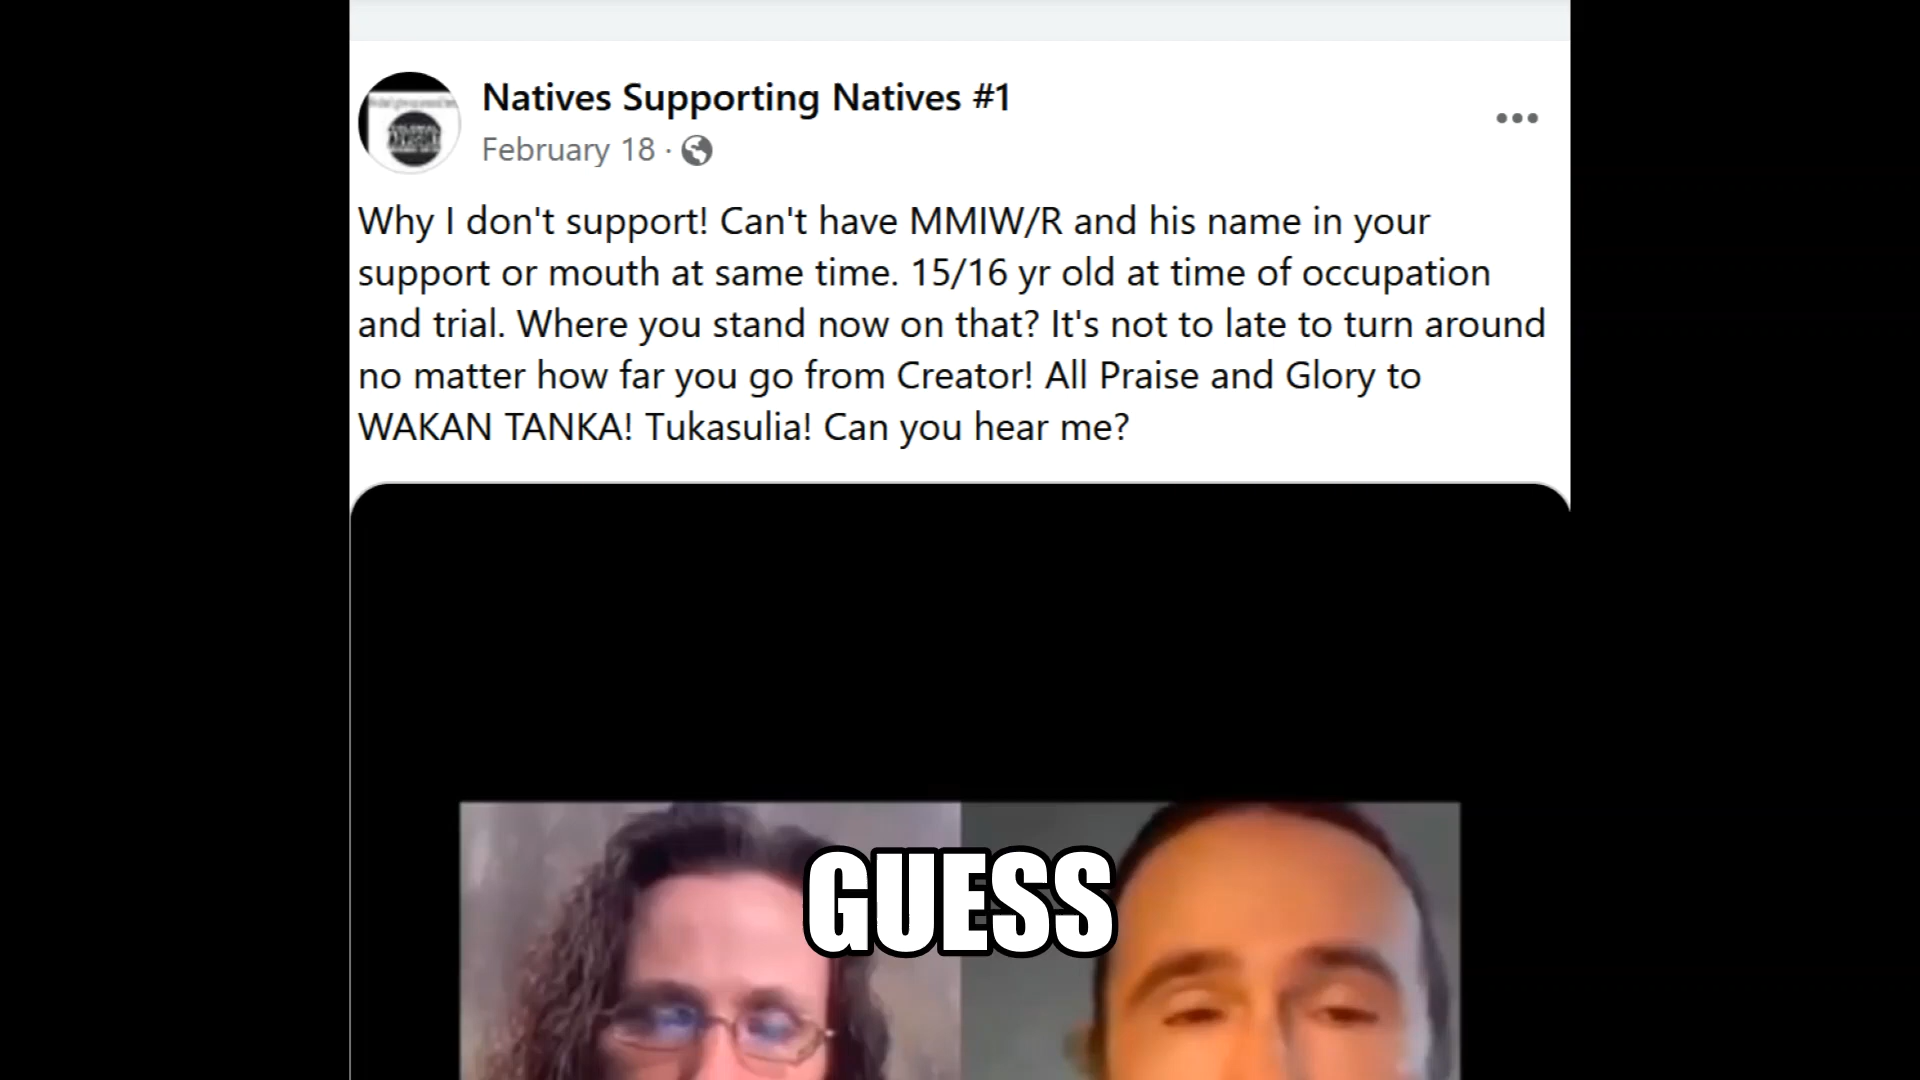 Natives Supporting Natives #1
February 18 ·
Why I don't support! Can't have MMIW/R and his name in your
support or mouth at same time. 15/16 yr old at time of occupation
and trial. Where you stand now on that? It's not to late to turn around
no matter how far you go from Creator! All Praise and Glory to
WAKAN TANKA! Tukasulia! Can you hear me?
GUESS